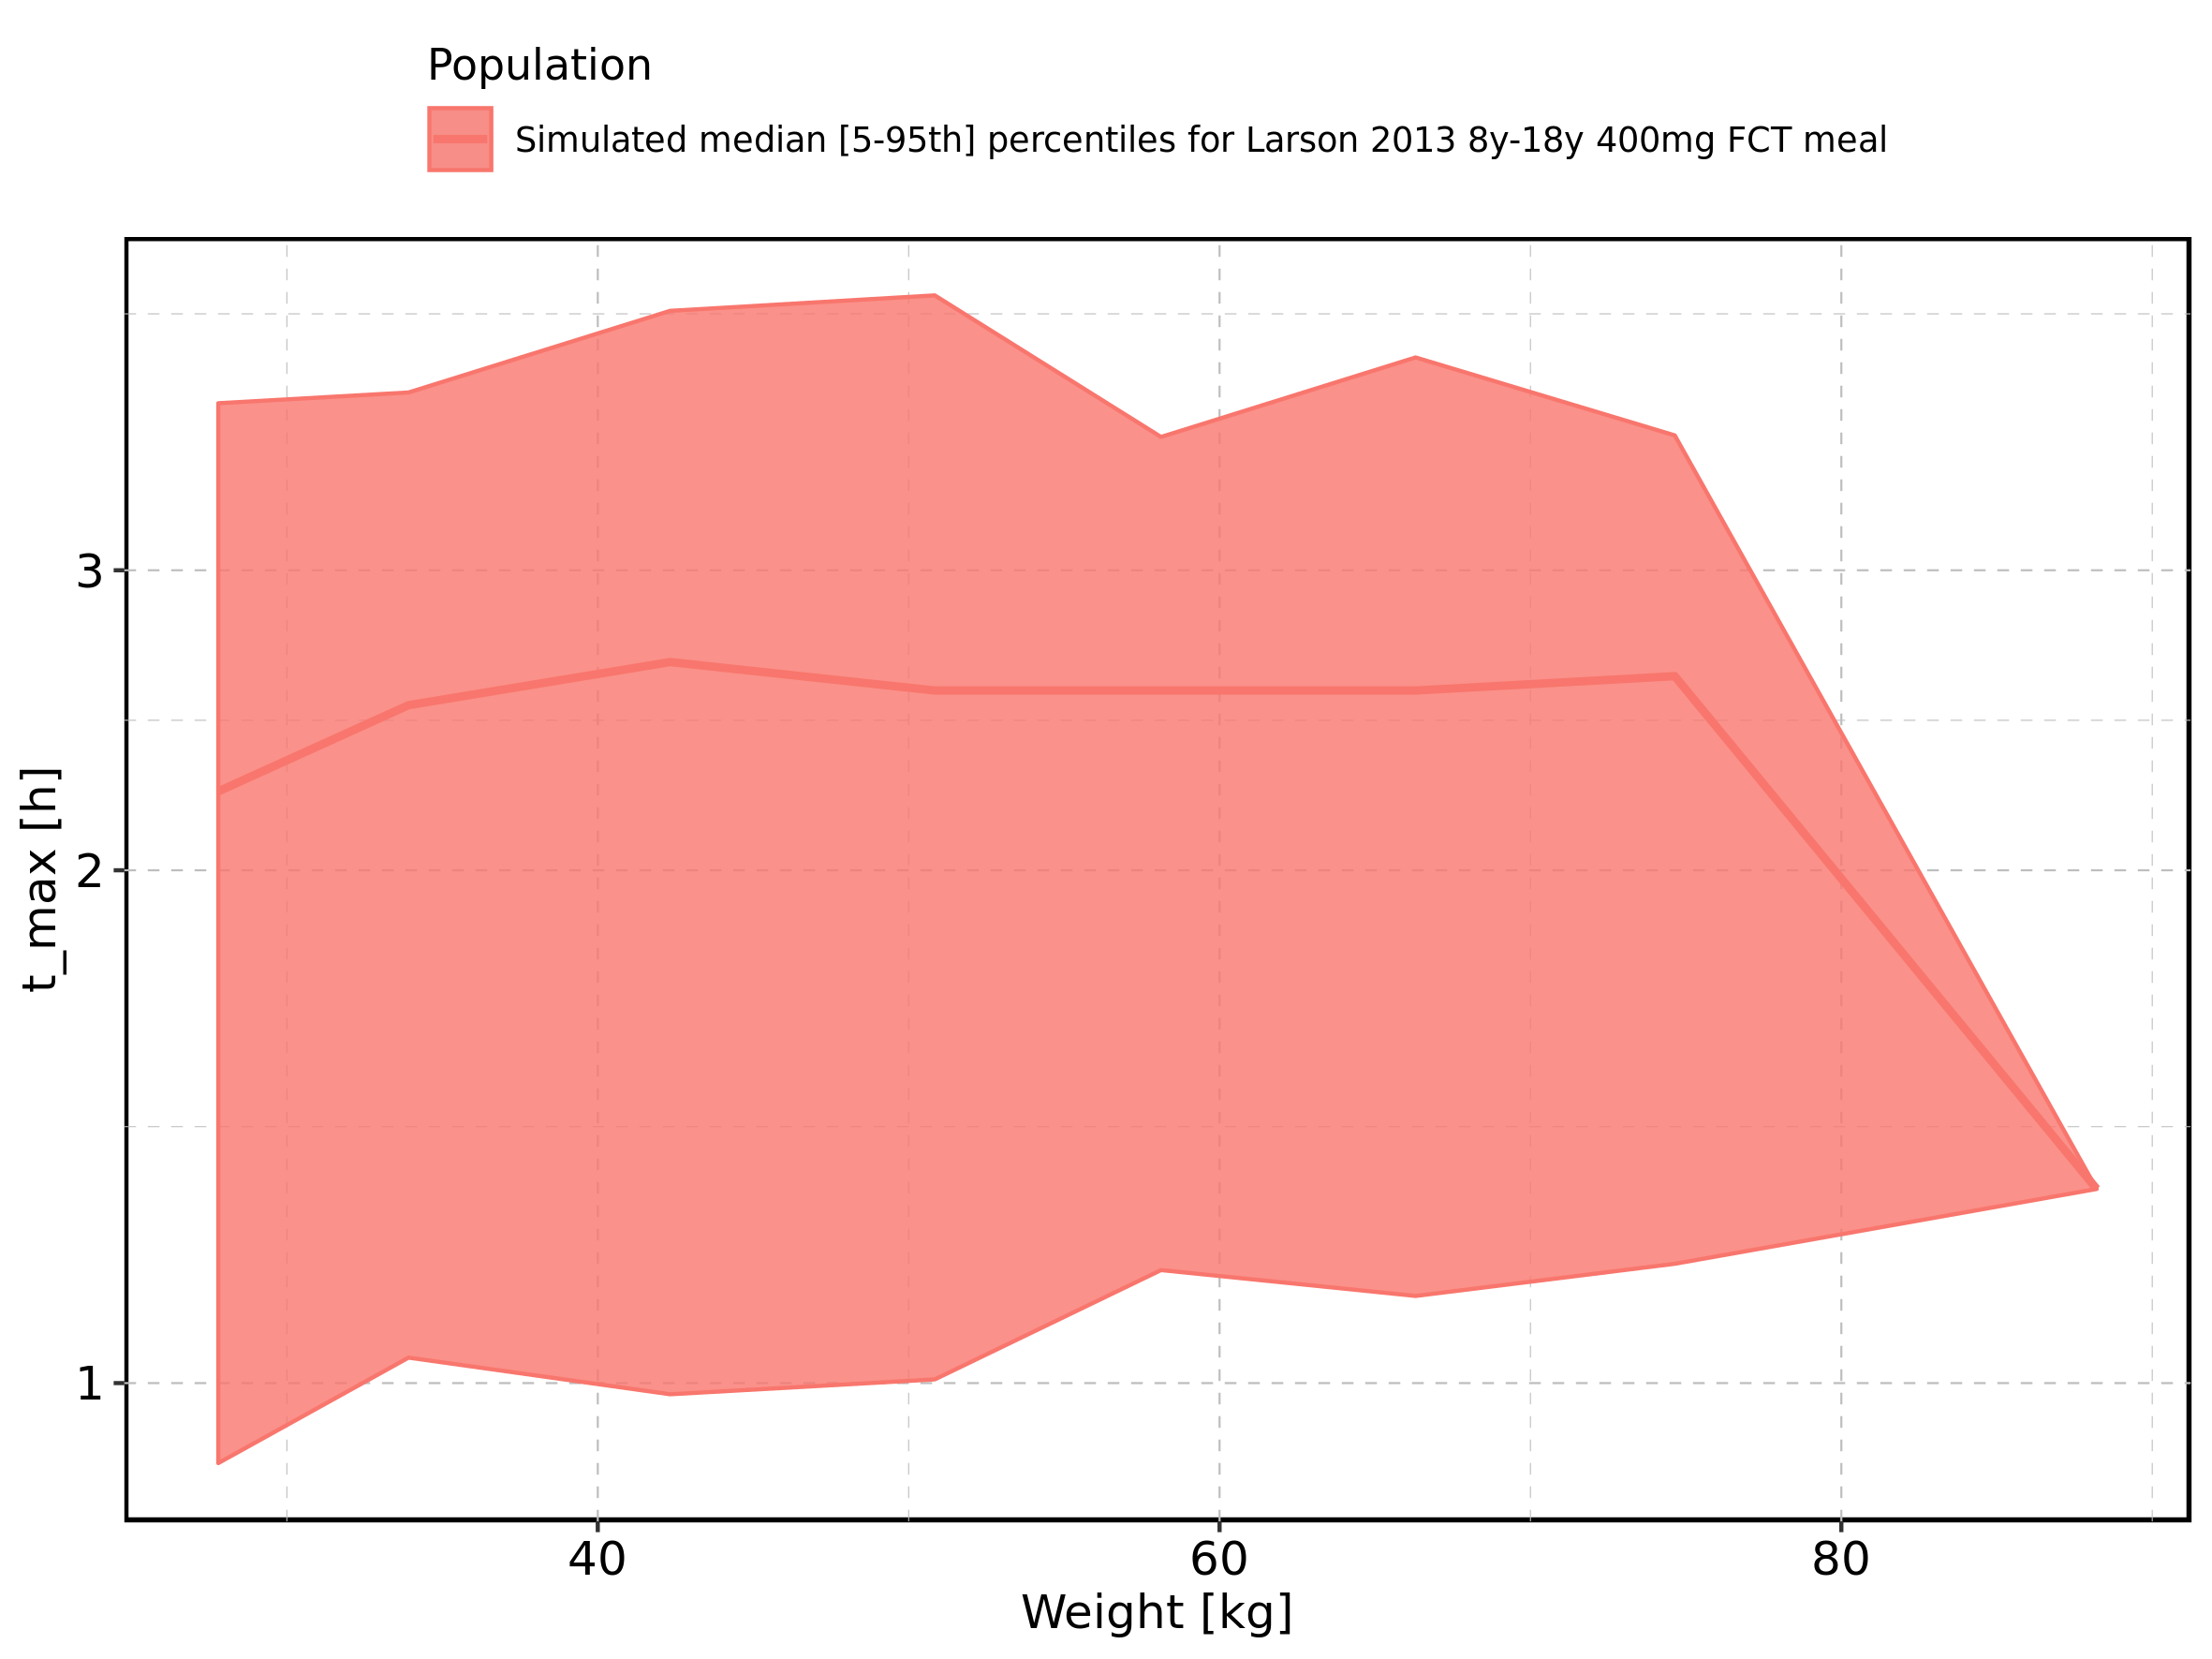 Population
Simulated median [5-95th] percentiles for Larson 2013 8y-18y 400mg FCT meal
3
2
1
t_max [h]
40 60 80
Weight [kg]